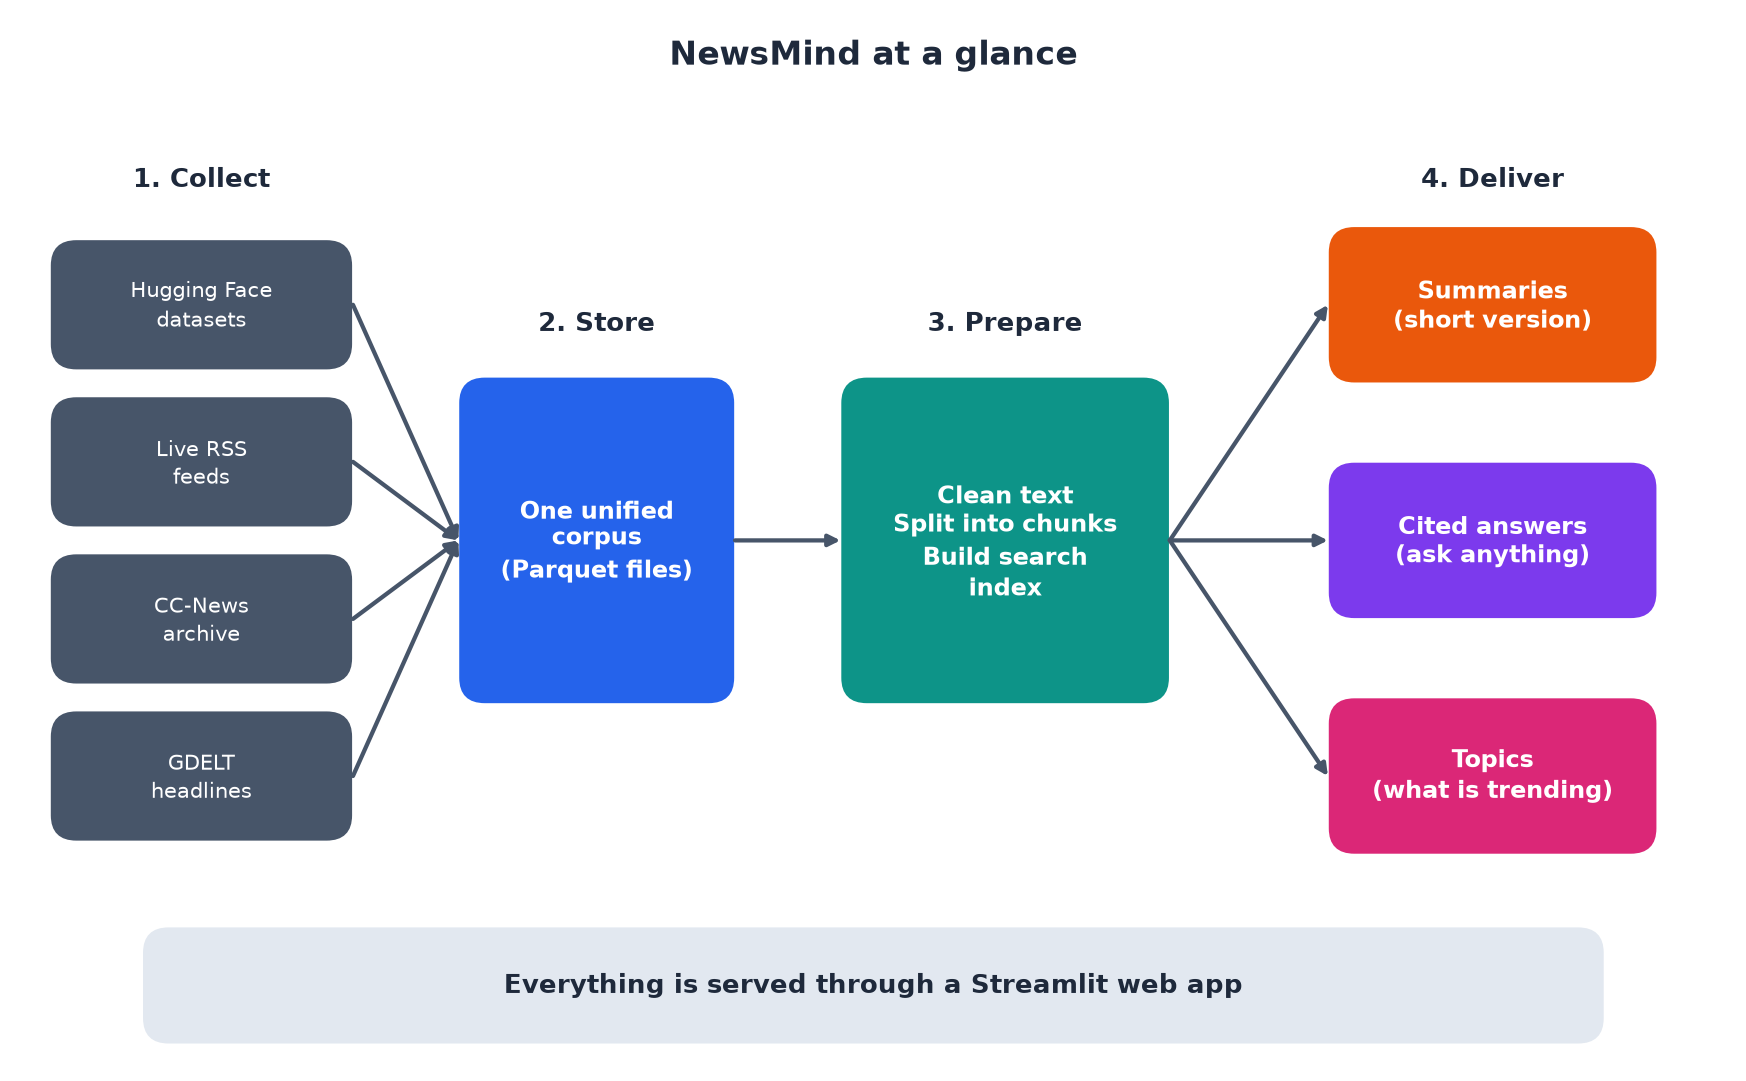 NewsMind at a glance
1. Collect
Hugging Face
datasets
Live RSS
feeds
CC-News
archive
GDELT
headlines
2. Store
One unified
corpus
(Parquet files)
3. Prepare
Clean text
Split into chunks
Build search
index
4. Deliver
Summaries
(short version)
Cited answers
(ask anything)
Topics
(what is trending)
Everything is served through a Streamlit web app